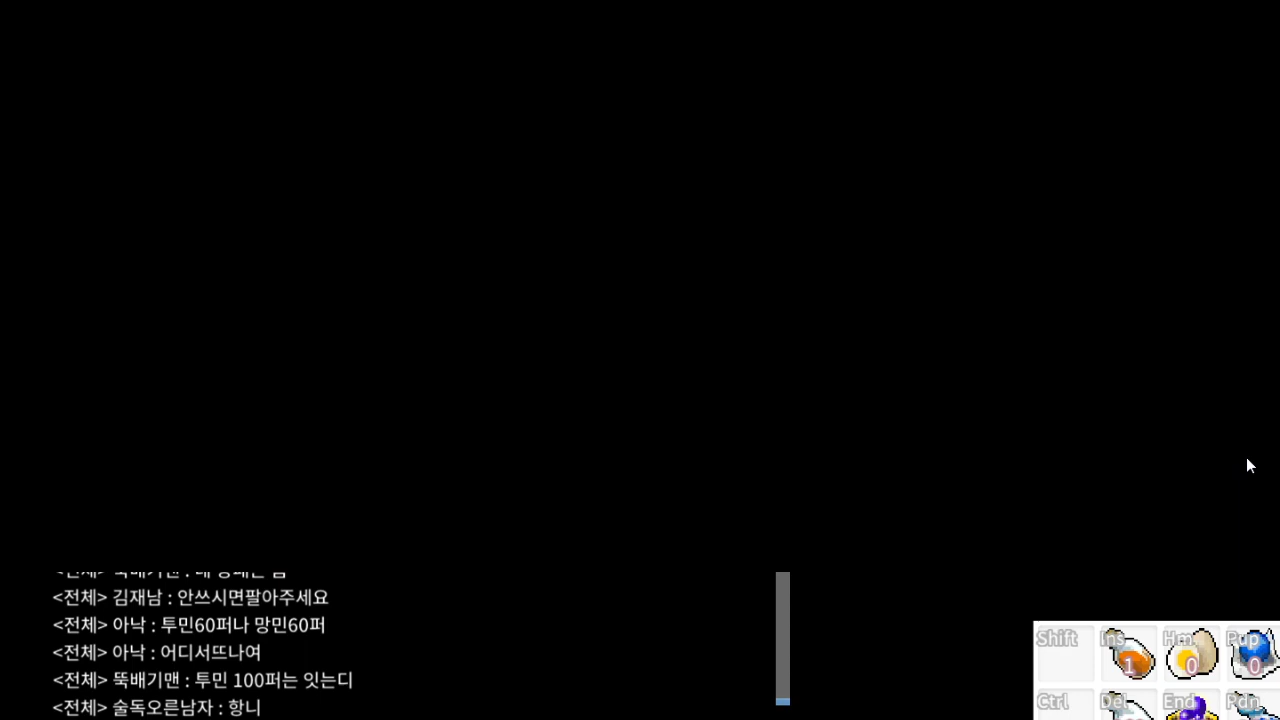 <전체> 김재남 : 안쓰시면팔아주세요
<전체> 아낙 : 투민60퍼나 망민60퍼
<전체> 아낙 : 어디서뜨나여
<전체> 뚝배기맨 : 투민 100퍼는 잇는디
<전체> 술독오른남자 : 항니
Shift Ins Hm Pup
1 0 0
Ctrl Del End Pdn